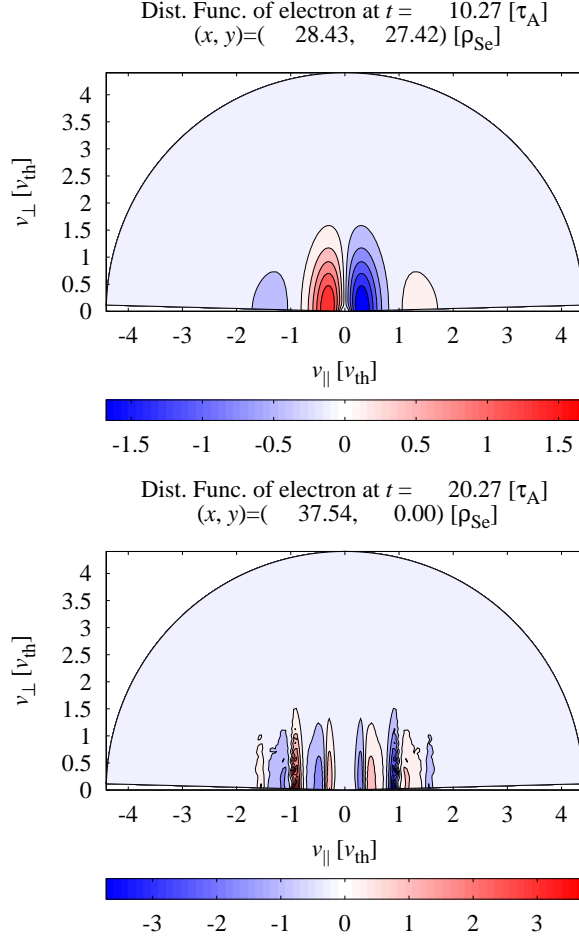 Dist. Func. of electron at t = 10.27 [τA]
(x, y)=( 28.43, 27.42) [ρSe]
v⊥ [vth]
4
3.5
3
2.5
2
1.5
1
0.5
0
-4 -3 -2 -1 0 1 2 3 4
v|| [vth]
-1.5 -1 -0.5 0 0.5 1 1.5
Dist. Func. of electron at t = 20.27 [τA]
(x, y)=( 37.54, 0.00) [ρSe]
v⊥ [vth]
4
3.5
3
2.5
2
1.5
1
0.5
0
-4 -3 -2 -1 0 1 2 3 4
v|| [vth]
-3 -2 -1 0 1 2 3